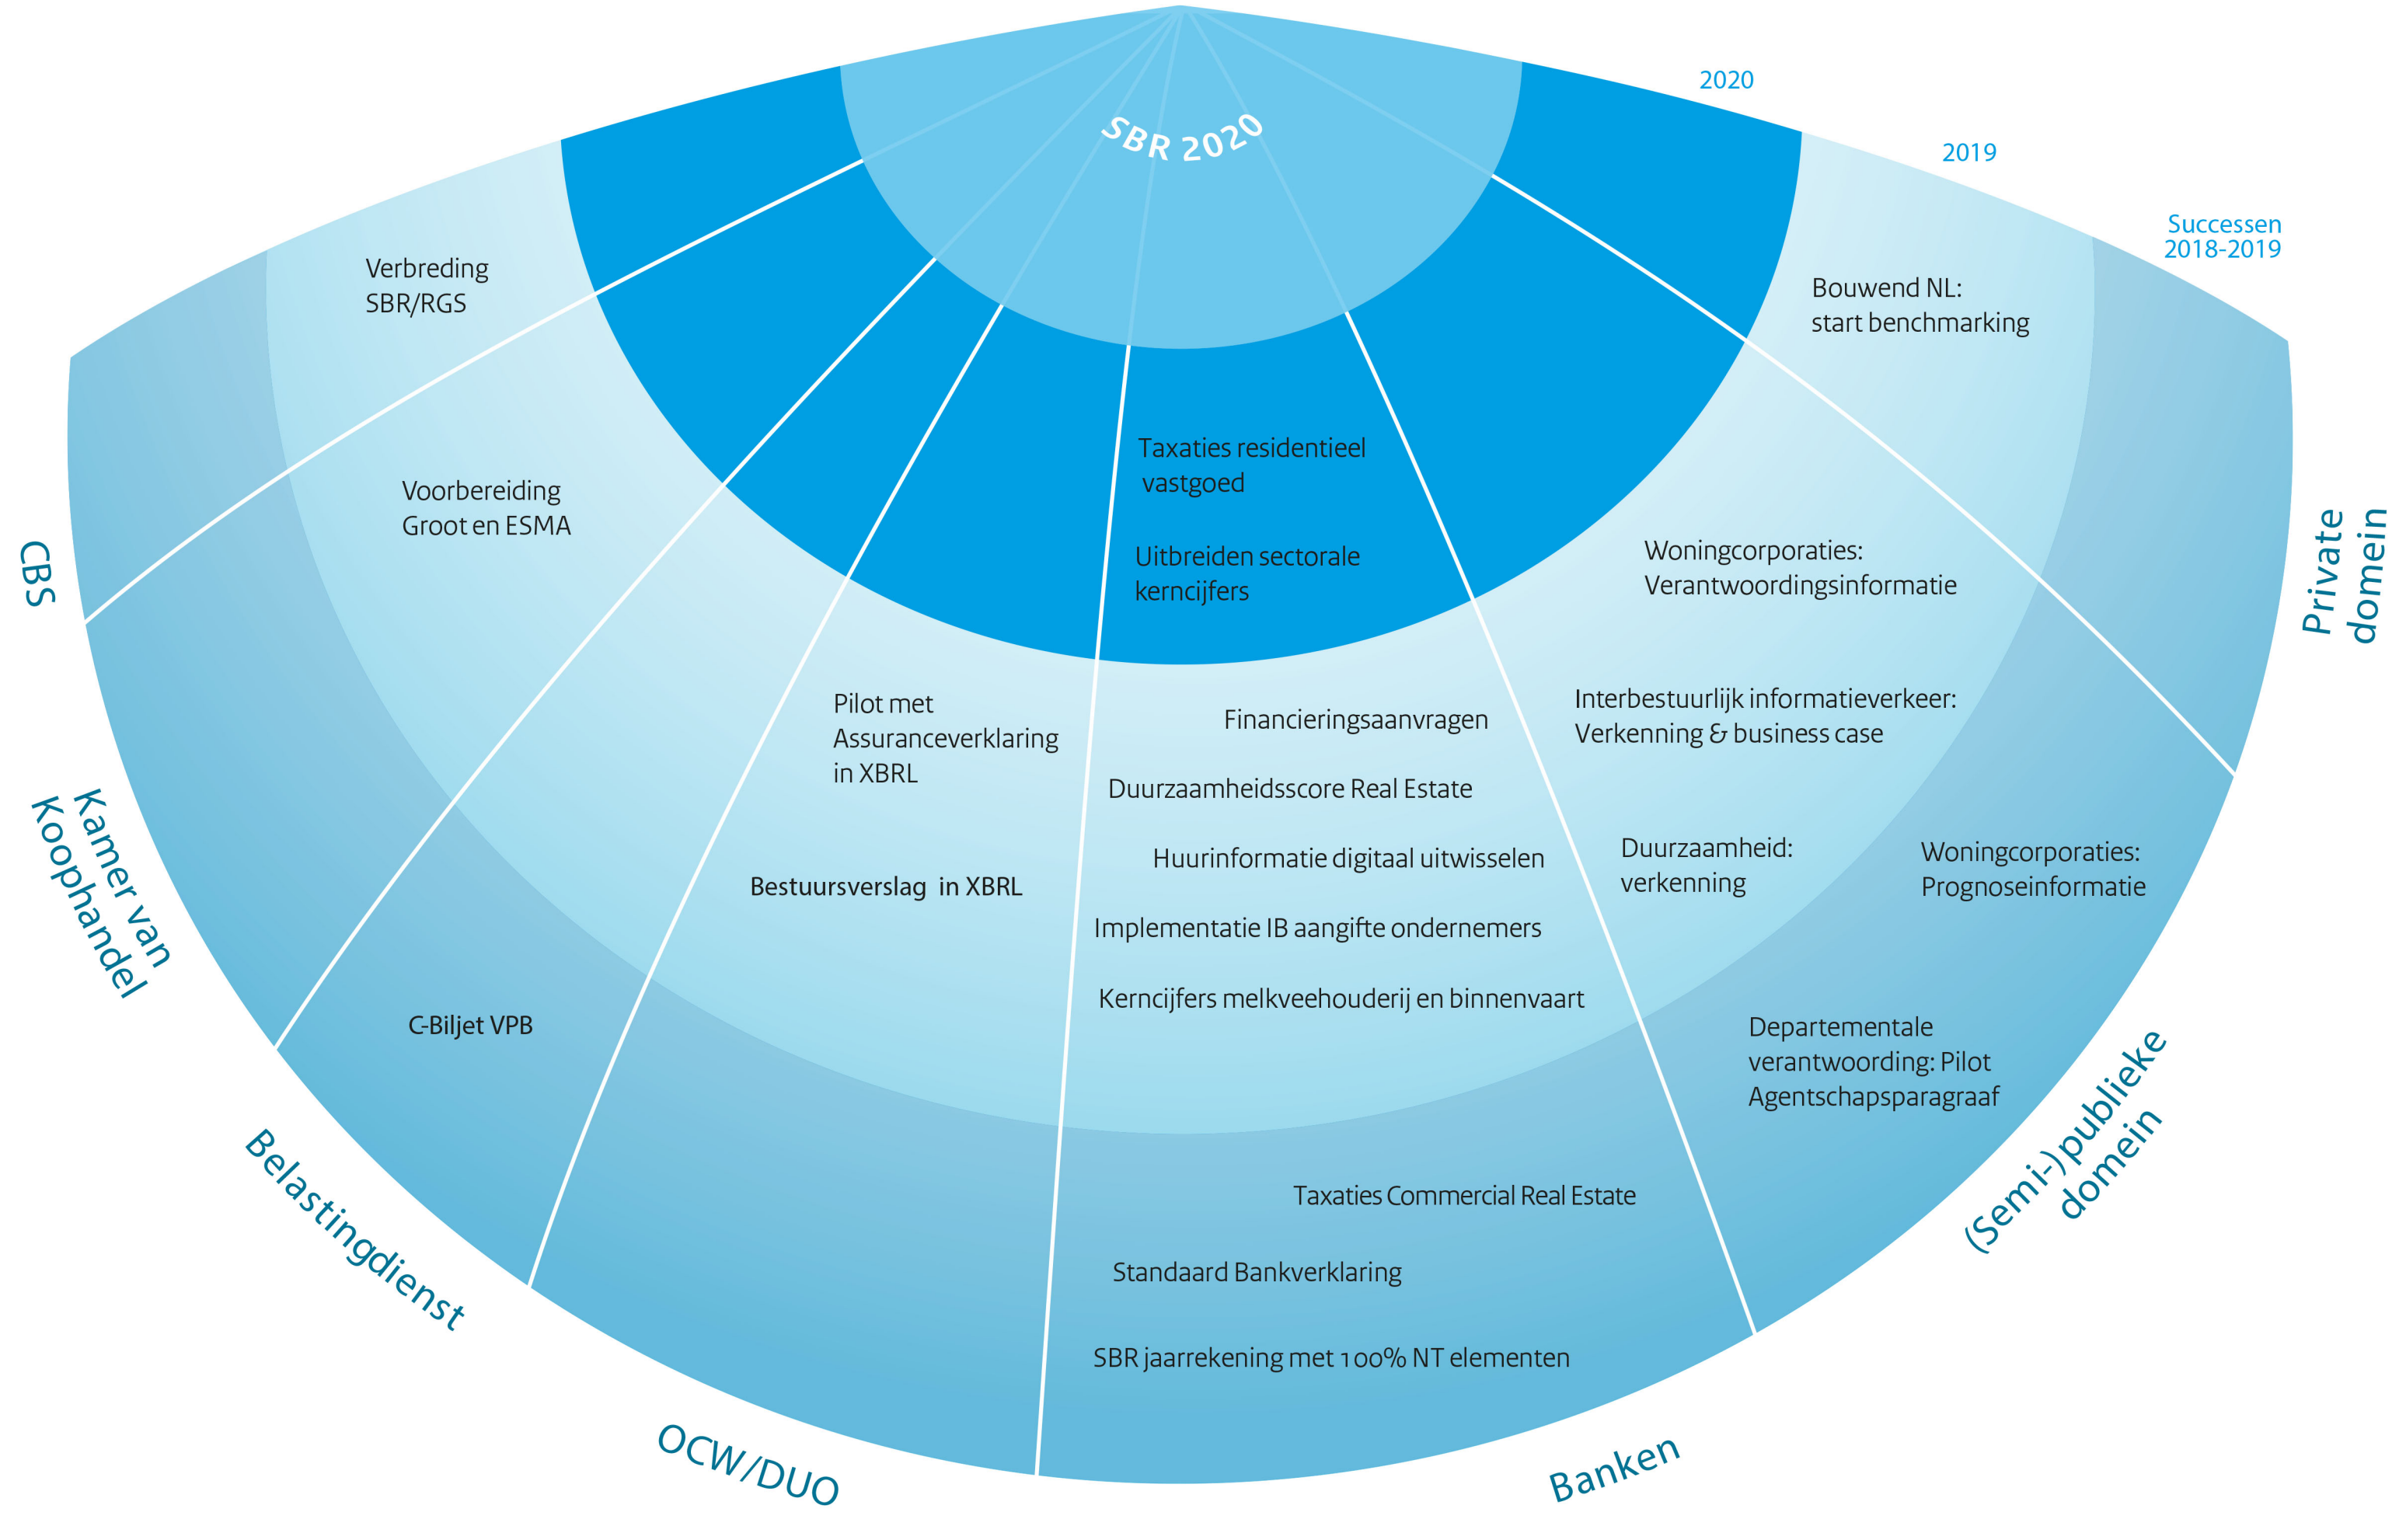 SBR 2020
2020
2019
Successen
2018-2019
Verbreding
SBR/RGS
Bouwend NL:
start benchmarking
Voorbereiding
Groot en ESMA
Taxaties residentieel
vastgoed
Uitbreiden sectorale
kerncijfers
Woningcorporaties:
Verantwoordingsinformatie
Pilot met
Assuranceverklaring
in XBRL
Bestuursverslag in XBRL
Financieringsaanvragen
Duurzaamheidsscore Real Estate
Huurinformatie digitaal uitwisselen
Implementatie IB aangifte ondernemers
Kerncijfers melkveehouderij en binnenvaart
Interbestuurlijk informatieverkeer:
Verkenning & business case
Duurzaamheid:
verkenning
Woningcorporaties:
Prognoseinformatie
Departementale
verantwoording: Pilot
Agentschapsparagraaf
C-Biljet VPB
Taxaties Commercial Real Estate
Standaard Bankverklaring
SBR jaarrekening met 100% NT elementen
CBS
Kamer van
Koophandel
Belastingdienst
OCW/DUO
Banken
(Semi-)publieke
domein
Private
domein